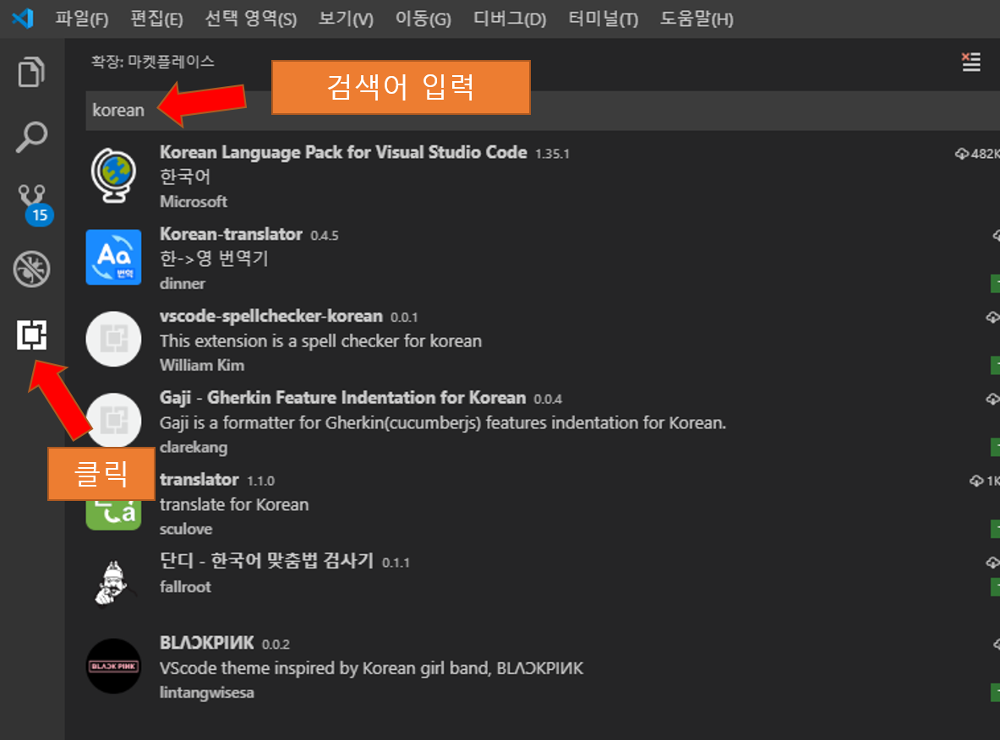 파일(F) 편집(E) 선택 영역(S) 보기(V) 이동(G) 디버그(D) 터미널(T) 도움말(H)
확장: 마켓플레이스
검색어 입력
korean
Korean Language Pack for Visual Studio Code 1.35.1 482K
한국어
Microsoft
15
Korean-translator 0.4.5
한->영 번역기
dinner
Aa
번역
vscode-spellchecker-korean 0.0.1
This extension is a spell checker for korean
William Kim
Gaji - Gherkin Feature Indentation for Korean 0.0.4
Gaji is a formatter for Gherkin(cucumberjs) features indentation for Korean.
clarekang
클릭
translator 1.1.0 1K
translate for Korean
sculove
단디 - 한국어 맞춤법 검사기 0.1.1
fallroot
BLΛƆKPIИK 0.0.2
VScode theme inspired by Korean girl band, BLΛƆKPIИK
lintangwisesa
BLΛƆK PIИK